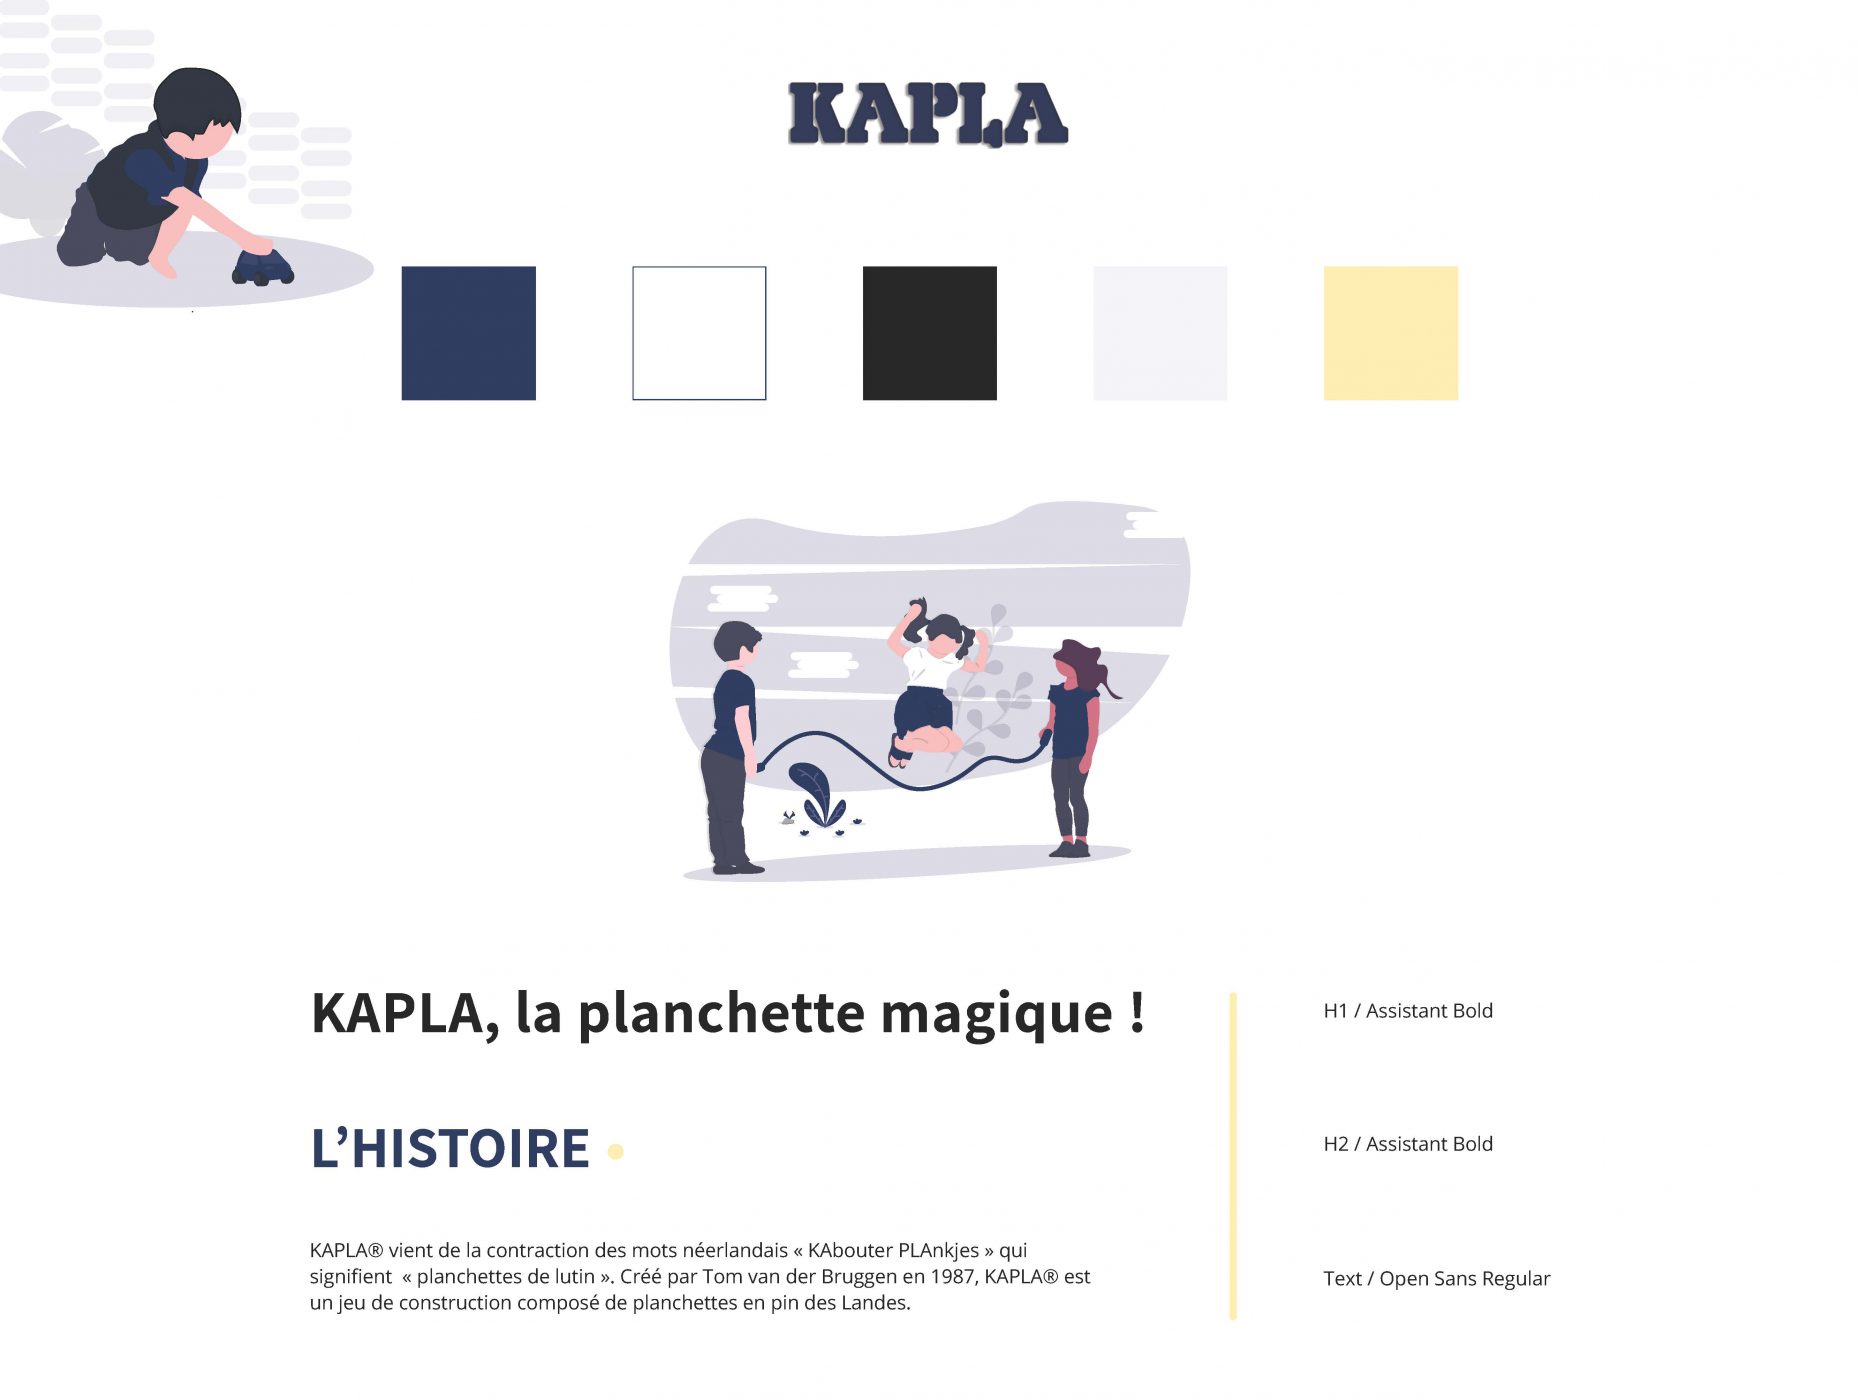 KAPLA
KAPLA, la planchette magique !
H1 / Assistant Bold
L’HISTOIRE
H2 / Assistant Bold
KAPLA® vient de la contraction des mots néerlandais « KAbouter PLAnkjes » qui
signifient « planchettes de lutin ». Créé par Tom van der Bruggen en 1987, KAPLA® est
un jeu de construction composé de planchettes en pin des Landes.
Text / Open Sans Regular